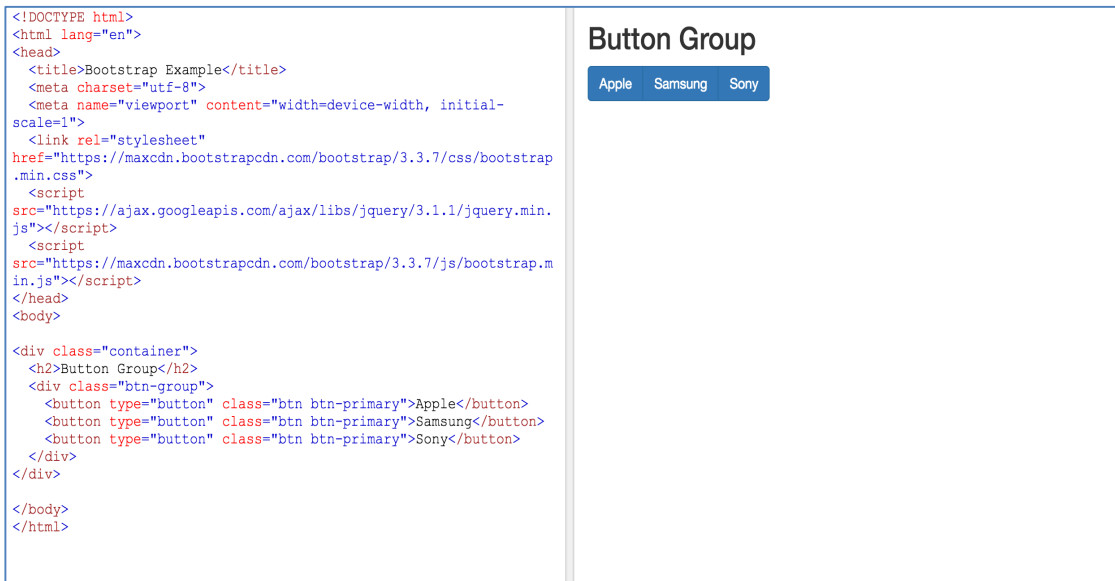 <!DOCTYPE html>
<html lang="en">
<head>
  <title>Bootstrap Example</title>
  <meta charset="utf-8">
  <meta name="viewport" content="width=device-width, initial-
scale=1">
  <link rel="stylesheet"
href="https://maxcdn.bootstrapcdn.com/bootstrap/3.3.7/css/bootstrap
.min.css">
  <script
src="https://ajax.googleapis.com/ajax/libs/jquery/3.1.1/jquery.min.
js"></script>
  <script
src="https://maxcdn.bootstrapcdn.com/bootstrap/3.3.7/js/bootstrap.m
in.js"></script>
</head>
<body>

<div class="container">
  <h2>Button Group</h2>
  <div class="btn-group">
    <button type="button" class="btn btn-primary">Apple</button>
    <button type="button" class="btn btn-primary">Samsung</button>
    <button type="button" class="btn btn-primary">Sony</button>
  </div>
</div>

</body>
</html>
Button Group
Apple Samsung Sony